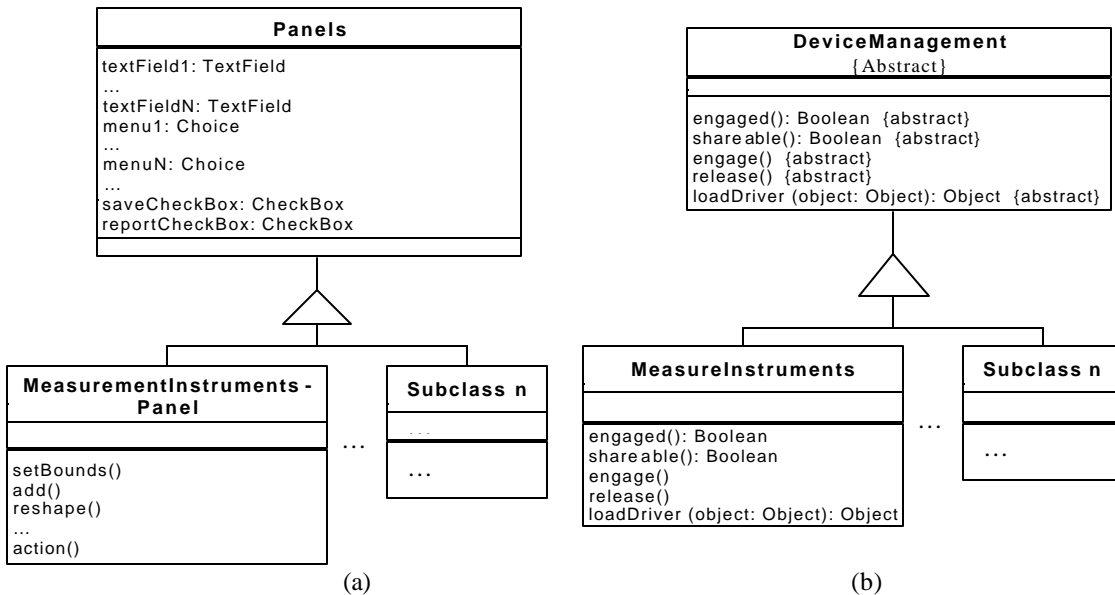 Panels
textField1: TextField
...
textFieldN: TextField
menu1: Choice
...
menuN: Choice
...
saveCheckBox: CheckBox
reportCheckBox: CheckBox
MeasurementInstruments -
Panel
setBounds()
add()
reshape()
...
action()
...
Subclass n
...
...
(a)
DeviceManagement
{Abstract}
engaged(): Boolean {abstract}
shareable(): Boolean {abstract}
engage() {abstract}
release() {abstract}
loadDriver (object: Object): Object {abstract}
MeasureInstruments
engaged(): Boolean
shareable(): Boolean
engage()
release()
loadDriver (object: Object): Object
...
Subclass n
...
(b)